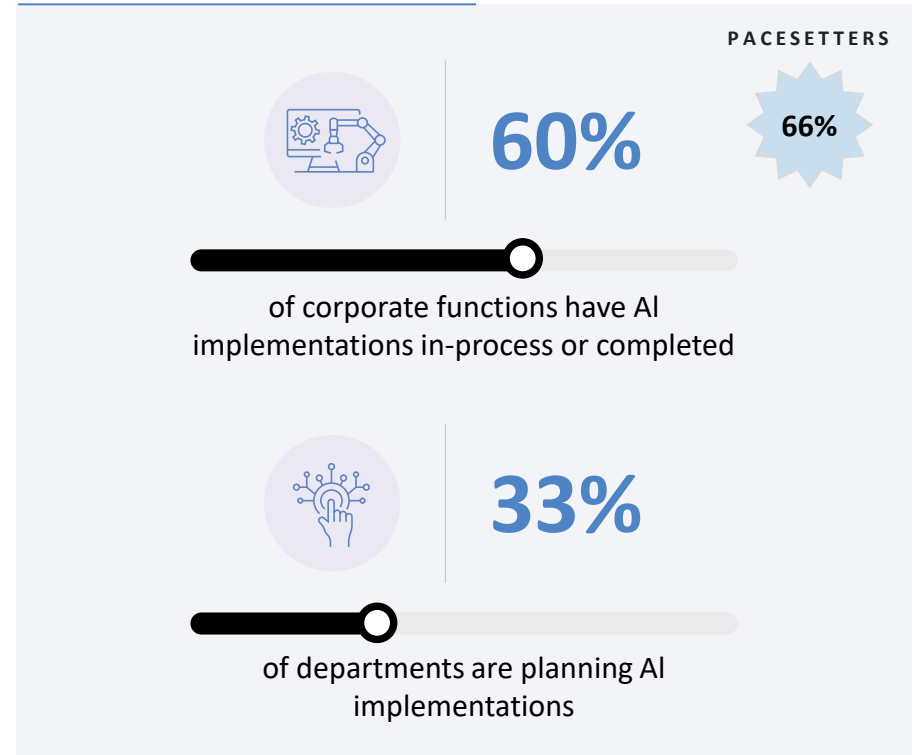 PACESETTERS
60%
66%
of corporate functions have AI
implementations in-process or completed
33%
of departments are planning AI
implementations